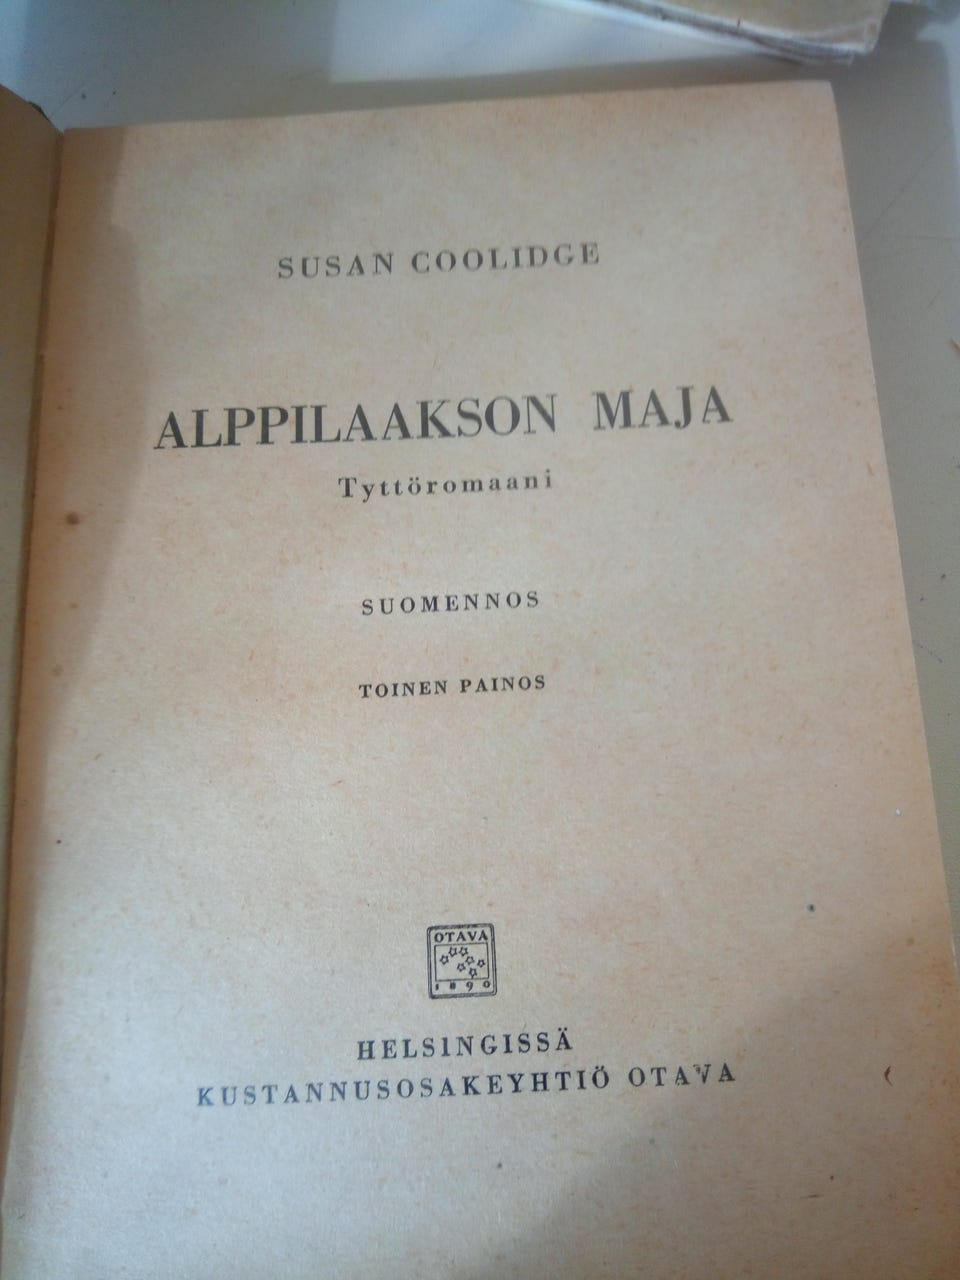 SUSAN COOLIDGE
ALPPILAAKSON MAJA
Tyttöromaani
SUOMENNOS
TOINEN PAINOS
OTAVA
1890
HELSINGISSÄ
KUSTANNUSOSAKEYHTIÖ OTAVA